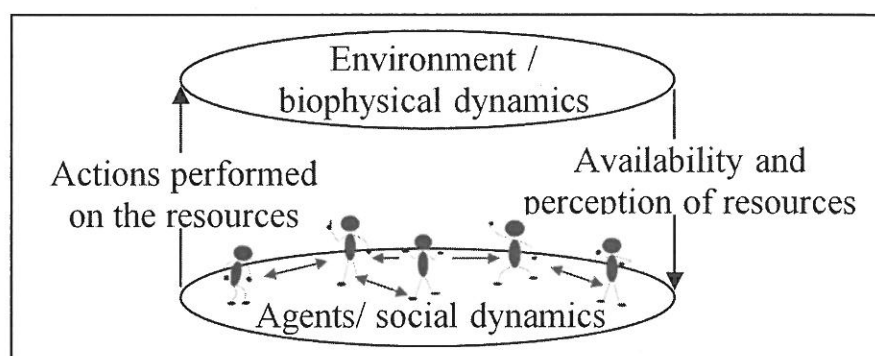 Environment /
biophysical dynamics
Actions performed
on the resources
Availability and
perception of resources
Agents/ social dynamics